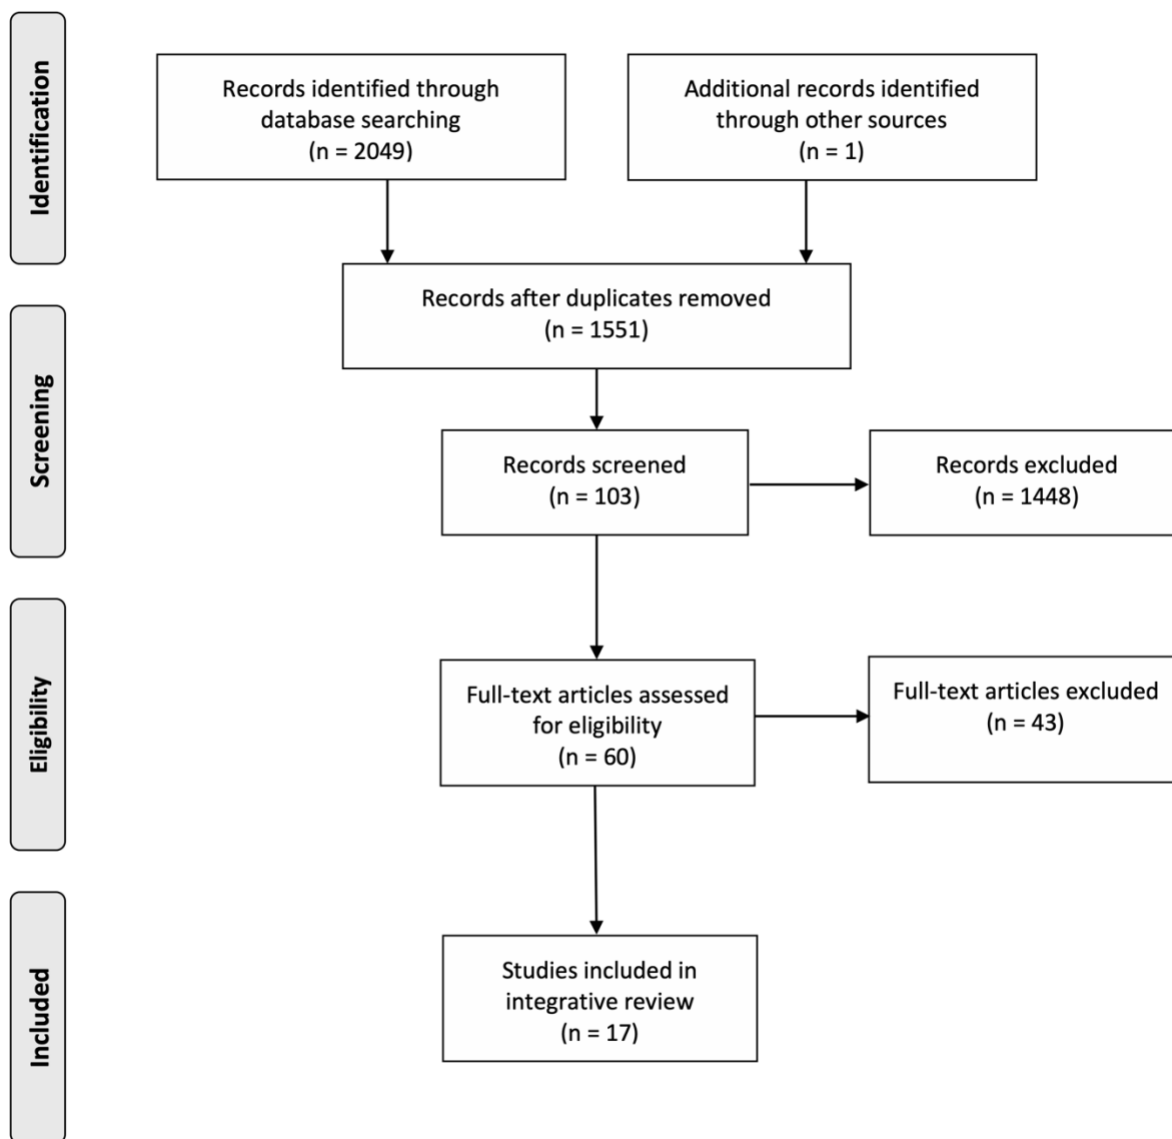 Identification
Records identified through
database searching
(n = 2049)
Additional records identified
through other sources
(n = 1)
Records after duplicates removed
(n = 1551)
Screening
Records screened
(n = 103)
Records excluded
(n = 1448)
Eligibility
Full-text articles assessed
for eligibility
(n = 60)
Full-text articles excluded
(n = 43)
Included
Studies included in
integrative review
(n = 17)